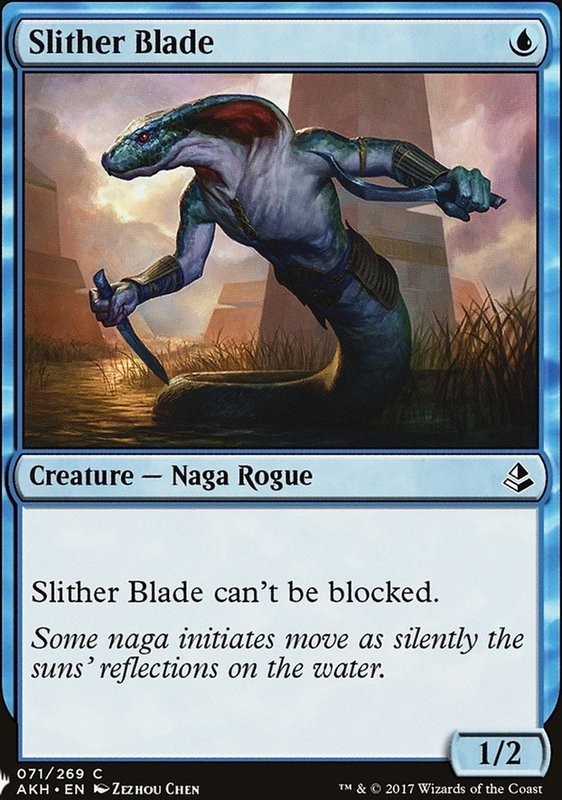 Slither Blade
Creature — Naga Rogue
Slither Blade can't be blocked.
Some naga initiates move as silently the
suns' reflections on the water.
1/2
071/269 C
AKH • EN Zezhou Chen
™ & © 2017 Wizards of the Coast